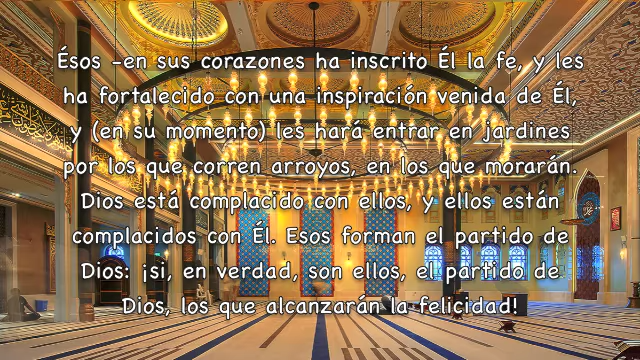 Ésos -en sus corazones ha inscrito Él la fe, y les
ha fortalecido con una inspiración venida de Él,
y (en su momento) les hará entrar en jardines
por los que corren arroyos, en los que morarán.
Dios está complacido con ellos, y ellos están
complacidos con Él. Esos forman el partido de
Dios: ¡si, en verdad, son ellos, el partido de
Dios, los que alcanzarán la felicidad!